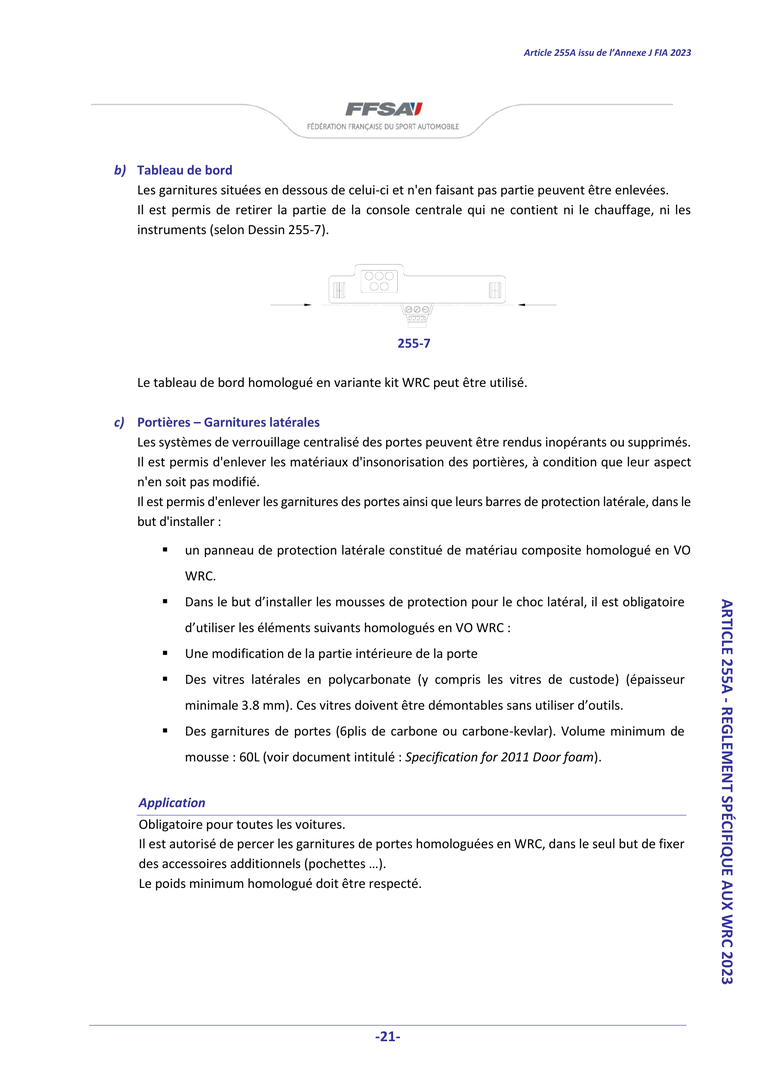 Article 255A issu de l'Annexe J FIA 2023
FFSA
FÉDÉRATION FRANÇAISE DU SPORT AUTOMOBILE
b) Tableau de bord
Les garnitures situées en dessous de celui-ci et n'en faisant pas partie peuvent être enlevées.
Il est permis de retirer la partie de la console centrale qui ne contient ni le chauffage, ni les
instruments (selon Dessin 255-7).
255-7
Le tableau de bord homologué en variante kit WRC peut être utilisé.
c) Portières – Garnitures latérales
Les systèmes de verrouillage centralisé des portes peuvent être rendus inopérants ou supprimés.
Il est permis d'enlever les matériaux d'insonorisation des portières, à condition que leur aspect
n'en soit pas modifié.
Il est permis d'enlever les garnitures des portes ainsi que leurs barres de protection latérale, dans le
but d'installer :
▪ un panneau de protection latérale constitué de matériau composite homologué en VO
WRC.
▪ Dans le but d’installer les mousses de protection pour le choc latéral, il est obligatoire
d’utiliser les éléments suivants homologués en VO WRC :
▪ Une modification de la partie intérieure de la porte
▪ Des vitres latérales en polycarbonate (y compris les vitres de custode) (épaisseur
minimale 3.8 mm). Ces vitres doivent être démontables sans utiliser d’outils.
▪ Des garnitures de portes (6plis de carbone ou carbone-kevlar). Volume minimum de
mousse : 60L (voir document intitulé : Specification for 2011 Door foam).
Application
Obligatoire pour toutes les voitures.
Il est autorisé de percer les garnitures de portes homologuées en WRC, dans le seul but de fixer
des accessoires additionnels (pochettes …).
Le poids minimum homologué doit être respecté.
ARTICLE 255A - REGLEMENT SPÉCIFIQUE AUX WRC 2023
-21-